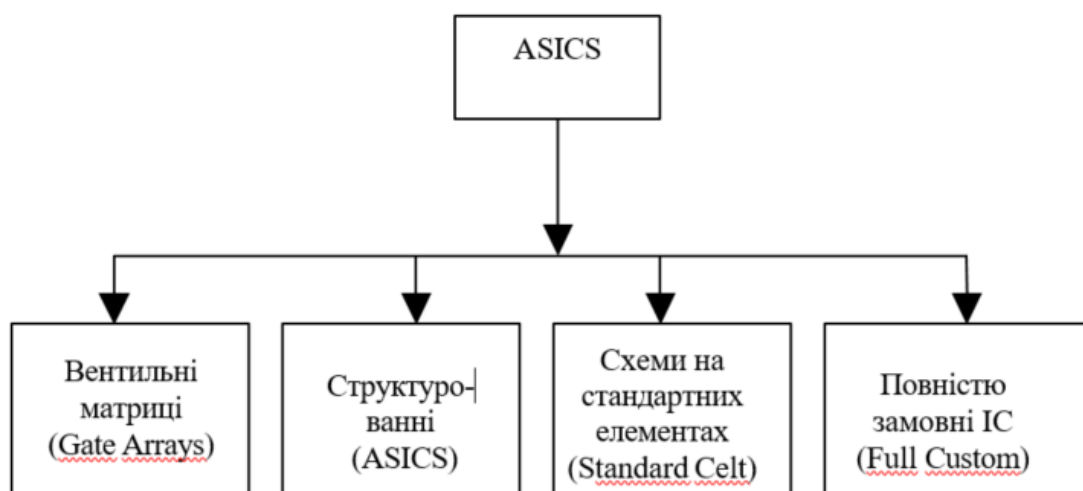 ASICS
Вентильні
матриці
(Gate Arrays)
Структуро-
ванні
(ASICS)
Схеми на
стандартних
елементах
(Standard Celt)
Повністю
замовні ІС
(Full Custom)